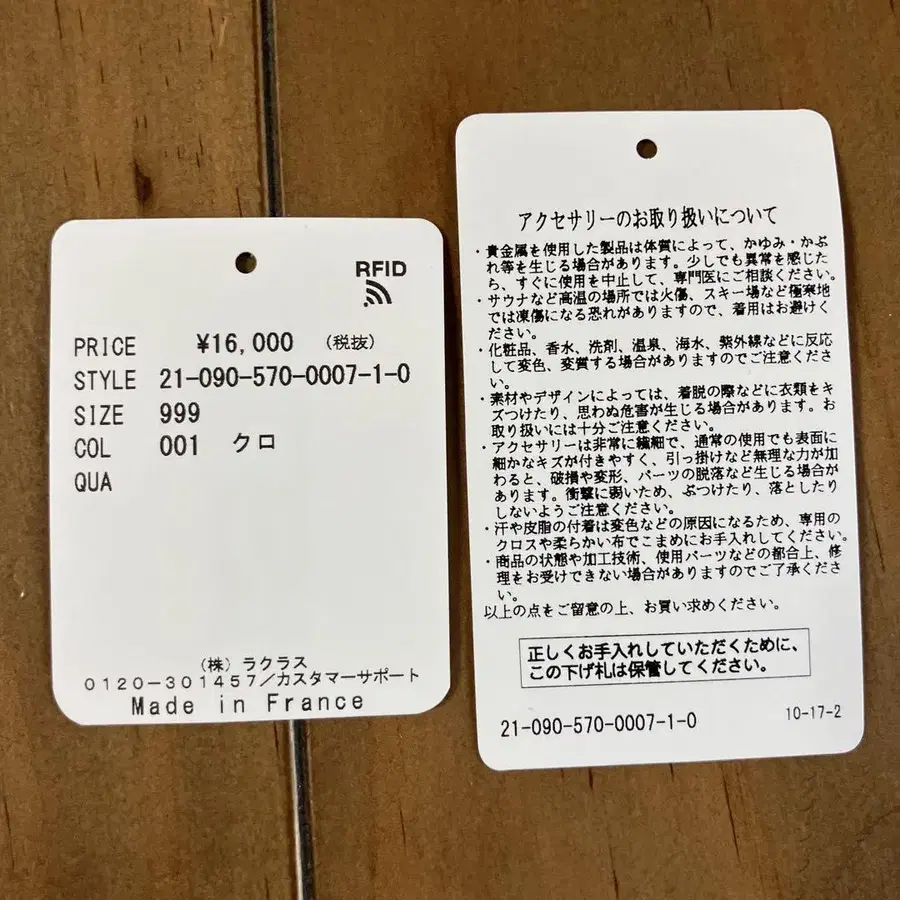 RFID
PRICE ¥16,000 (税抜)
STYLE 21-090-570-0007-1-0
SIZE 999
COL 001 クロ
QUA
(株) ラクラス
0120-301457/カスタマーサポート
Made in France
アクセサリーのお取り扱いについて
・貴金属を使用した製品は体質によって、かゆみ・かぶ
れ等を生じる場合があります。少しでも異常を感じた
ら、すぐに使用を中止して、専門医にご相談ください。
・サウナなど高温の場所では火傷、スキー場など極寒地
では凍傷になる恐れがありますので、着用はお避けく
ださい。
・化粧品、香水、洗剤、温泉、海水、紫外線などに反応
して変色、変質する場合がありますのでご注意くださ
い。
・素材やデザインによっては、着脱の際などに衣類をキ
ズつけたり、思わぬ危害が生じる場合があります。お
取り扱いには十分ご注意ください。
・アクセサリーは非常に繊細で、通常の使用でも表面に
細かなキズが付きやすく、引っ掛けなど無理な力が加
わると、破損や変形、パーツの脱落など生じる場合が
あります。衝撃に弱いため、ぶつけたり、落としたり
しないようご注意ください。
・汗や皮脂の付着は変色などの原因になるため、専用の
クロスや柔らかい布でこまめにお手入れしてください。
・商品の状態や加工技術、使用パーツなどの都合上、修
理をお受けできない場合がありますのでご了承くださ
い。
以上の点をご留意の上、お買い求めください。
正しくお手入れしていただくために、
この下げ札は保管してください。
21-090-570-0007-1-0 10-17-2